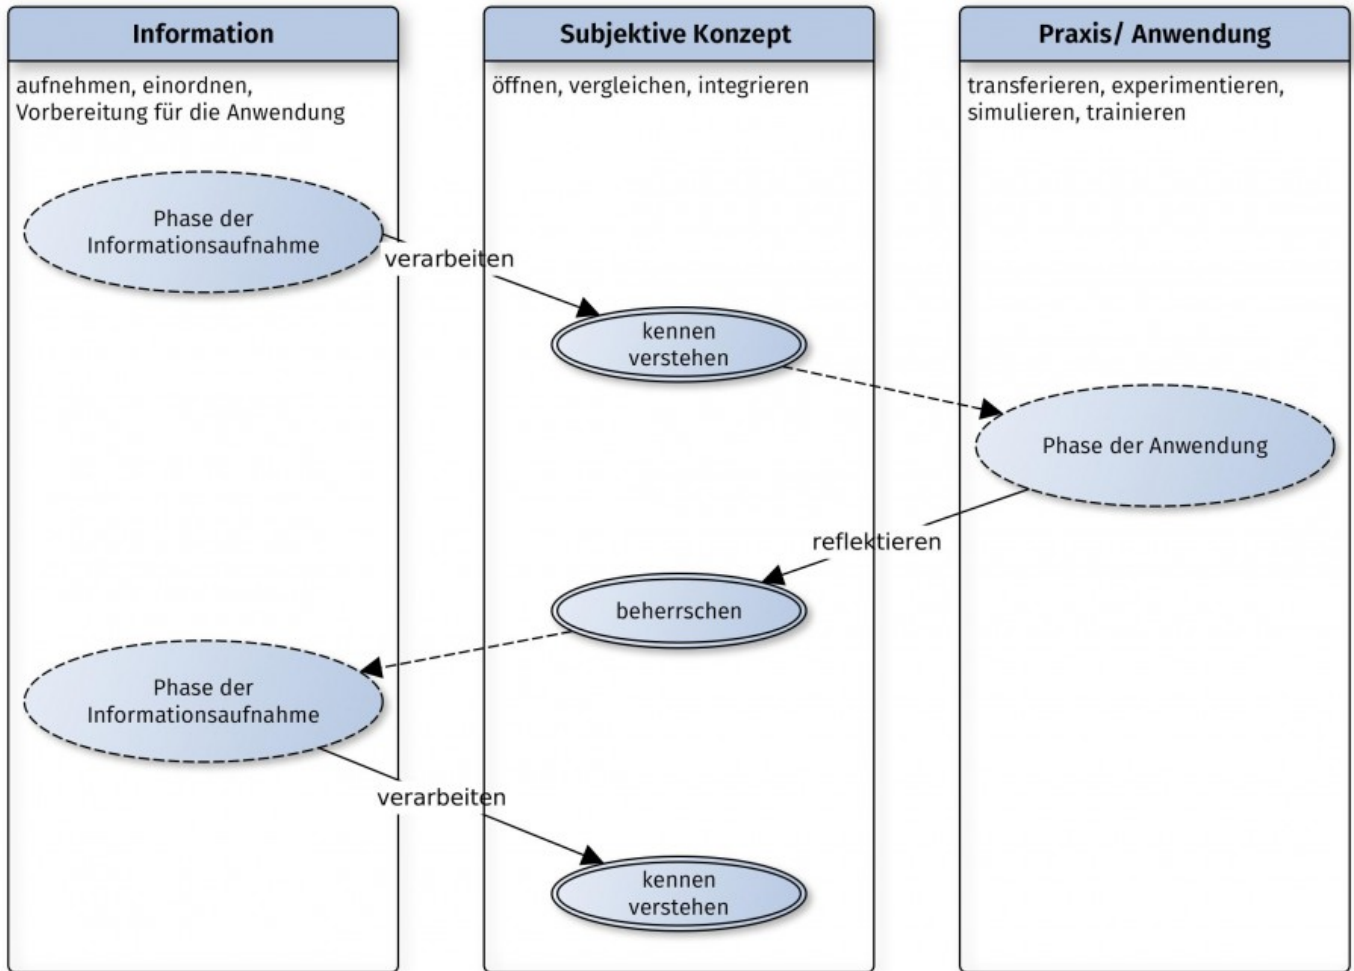 Information
aufnehmen, einordnen,
Vorbereitung für die Anwendung
Subjektive Konzept
öffnen, vergleichen, integrieren
Praxis/ Anwendung
transferieren, experimentieren,
simulieren, trainieren
Phase der
Informationsaufnahme
verarbeiten
kennen
verstehen
Phase der Anwendung
reflektieren
beherrschen
Phase der
Informationsaufnahme
verarbeiten
kennen
verstehen